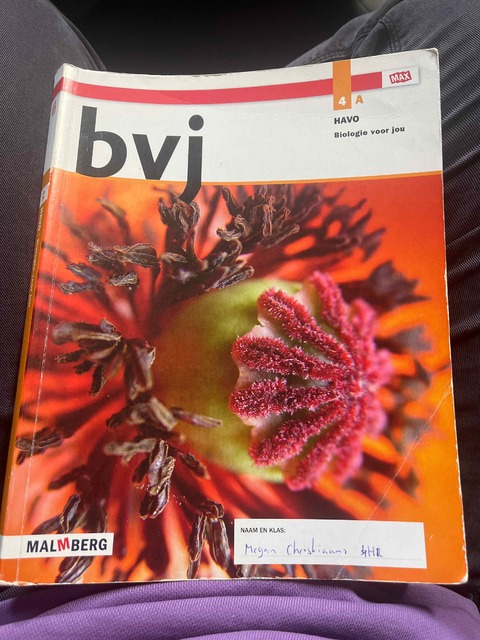 MAX
4 A
HAVO
Biologie voor jou
bvj
MALMBERG
NAAM EN KLAS:
Megan Christiaans 4HR